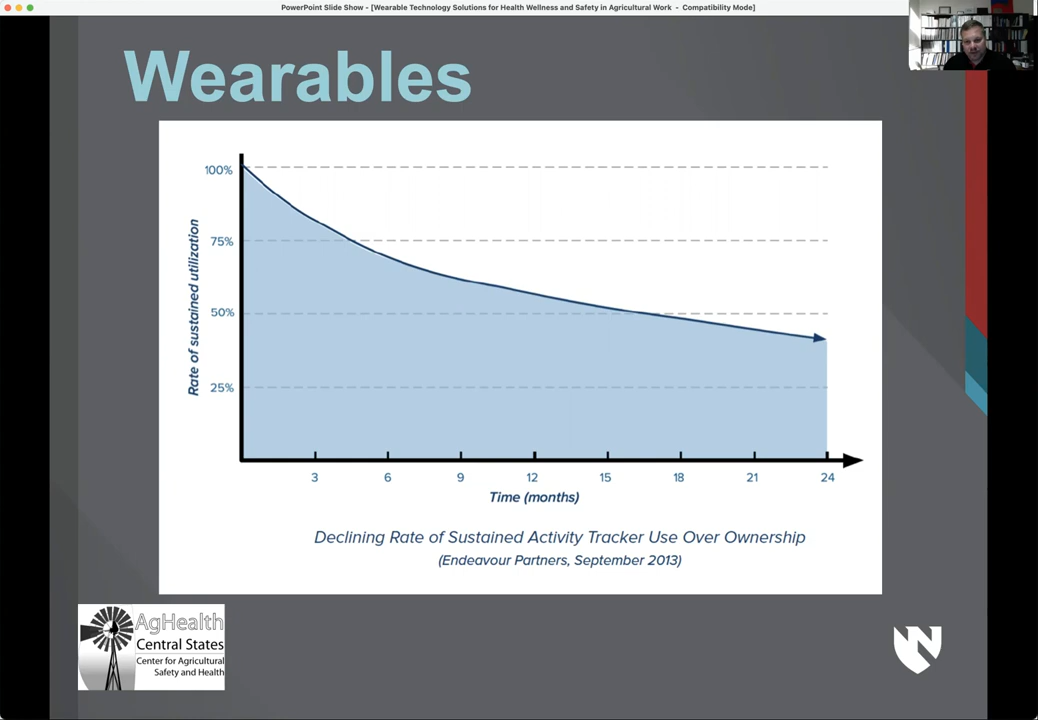 PowerPoint Slide Show - [Wearable Technology Solutions for Health Wellness and Safety in Agricultural Work - Compatibility Mode]
Wearables
100%
75%
50%
25%
Rate of sustained utilization
3 6 9 12 15 18 21 24
Time (months)
Declining Rate of Sustained Activity Tracker Use Over Ownership
(Endeavour Partners, September 2013)
AgHealth
Central States
Center for Agricultural
Safety and Health
N